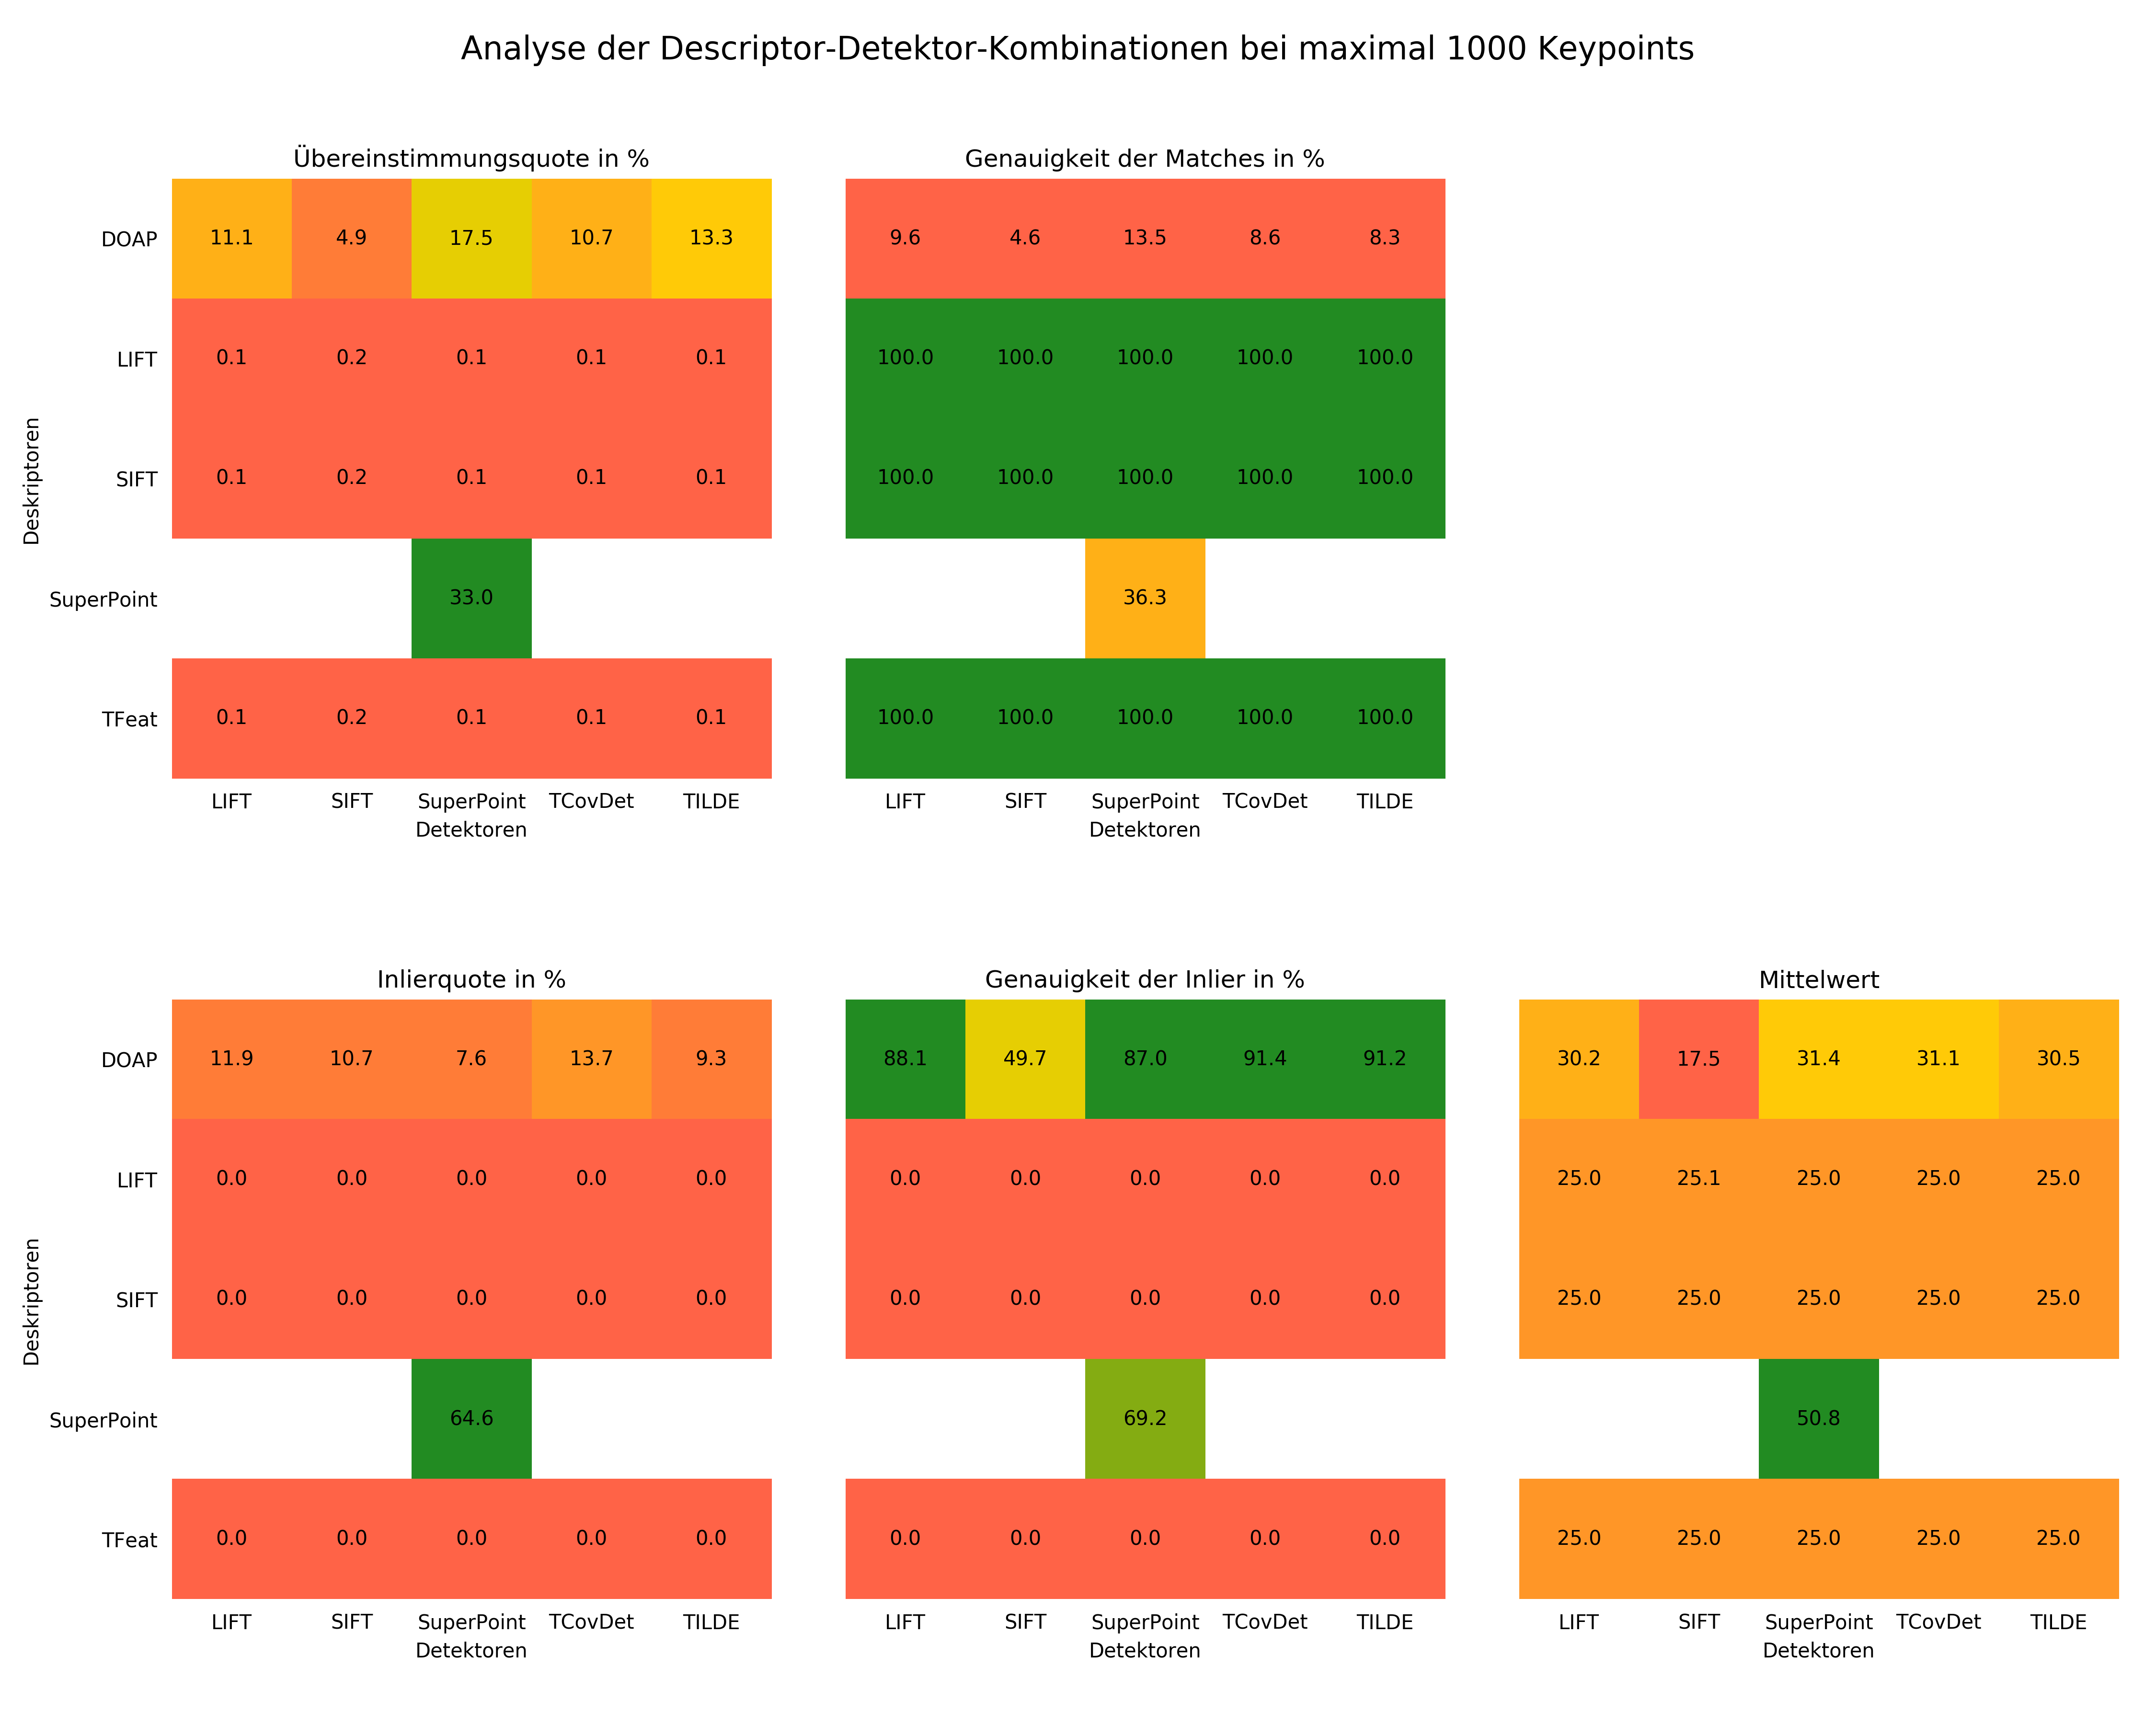 Analyse der Descriptor-Detektor-Kombinationen bei maximal 1000 Keypoints
Übereinstimmungsquote in %
Deskriptoren
DOAP 11.1 4.9 17.5 10.7 13.3
LIFT 0.1 0.2 0.1 0.1 0.1
SIFT 0.1 0.2 0.1 0.1 0.1
SuperPoint 33.0
TFeat 0.1 0.2 0.1 0.1 0.1
LIFT SIFT SuperPoint TCovDet TILDE
Detektoren
Genauigkeit der Matches in %
9.6 4.6 13.5 8.6 8.3
100.0 100.0 100.0 100.0 100.0
100.0 100.0 100.0 100.0 100.0
36.3
100.0 100.0 100.0 100.0 100.0
LIFT SIFT SuperPoint TCovDet TILDE
Detektoren
Inlierquote in %
Deskriptoren
DOAP 11.9 10.7 7.6 13.7 9.3
LIFT 0.0 0.0 0.0 0.0 0.0
SIFT 0.0 0.0 0.0 0.0 0.0
SuperPoint 64.6
TFeat 0.0 0.0 0.0 0.0 0.0
LIFT SIFT SuperPoint TCovDet TILDE
Detektoren
Genauigkeit der Inlier in %
88.1 49.7 87.0 91.4 91.2
0.0 0.0 0.0 0.0 0.0
0.0 0.0 0.0 0.0 0.0
69.2
0.0 0.0 0.0 0.0 0.0
LIFT SIFT SuperPoint TCovDet TILDE
Detektoren
Mittelwert
30.2 17.5 31.4 31.1 30.5
25.0 25.1 25.0 25.0 25.0
25.0 25.0 25.0 25.0 25.0
50.8
25.0 25.0 25.0 25.0 25.0
LIFT SIFT SuperPoint TCovDet TILDE
Detektoren